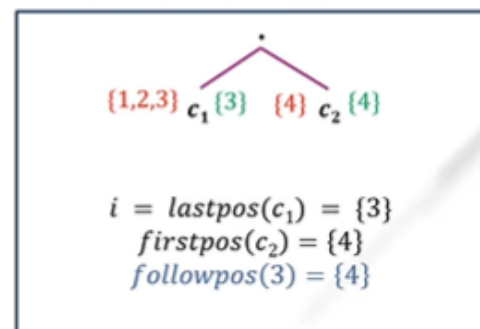 ·
{1,2,3} c₁ {3} {4} c₂ {4}
i = lastpos(c₁) = {3}
firstpos(c₂) = {4}
followpos(3) = {4}